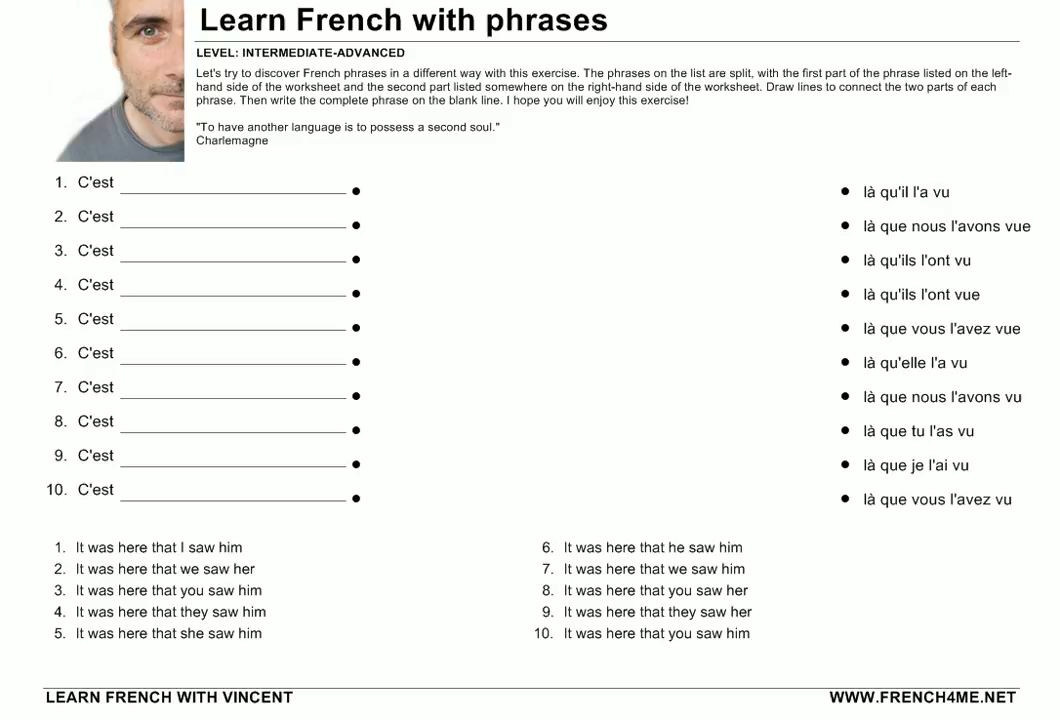 Learn French with phrases
LEVEL: INTERMEDIATE-ADVANCED
Let's try to discover French phrases in a different way with this exercise. The phrases on the list are split, with the first part of the phrase listed on the left-
hand side of the worksheet and the second part listed somewhere on the right-hand side of the worksheet. Draw lines to connect the two parts of each
phrase. Then write the complete phrase on the blank line. I hope you will enjoy this exercise!
"To have another language is to possess a second soul."
Charlemagne
1. C'est
là qu'il l'a vu
2. C'est
là que nous l'avons vue
3. C'est
là qu'ils l'ont vu
4. C'est
là qu'ils l'ont vue
5. C'est
là que vous l'avez vue
6. C'est
là qu'elle l'a vu
7. C'est
là que nous l'avons vu
8. C'est
là que tu l'as vu
9. C'est
là que je l'ai vu
10. C'est
là que vous l'avez vu
1. It was here that I saw him
2. It was here that we saw her
3. It was here that you saw him
4. It was here that they saw him
5. It was here that she saw him
6. It was here that he saw him
7. It was here that we saw him
8. It was here that you saw her
9. It was here that they saw her
10. It was here that you saw him
LEARN FRENCH WITH VINCENT
WWW.FRENCH4ME.NET